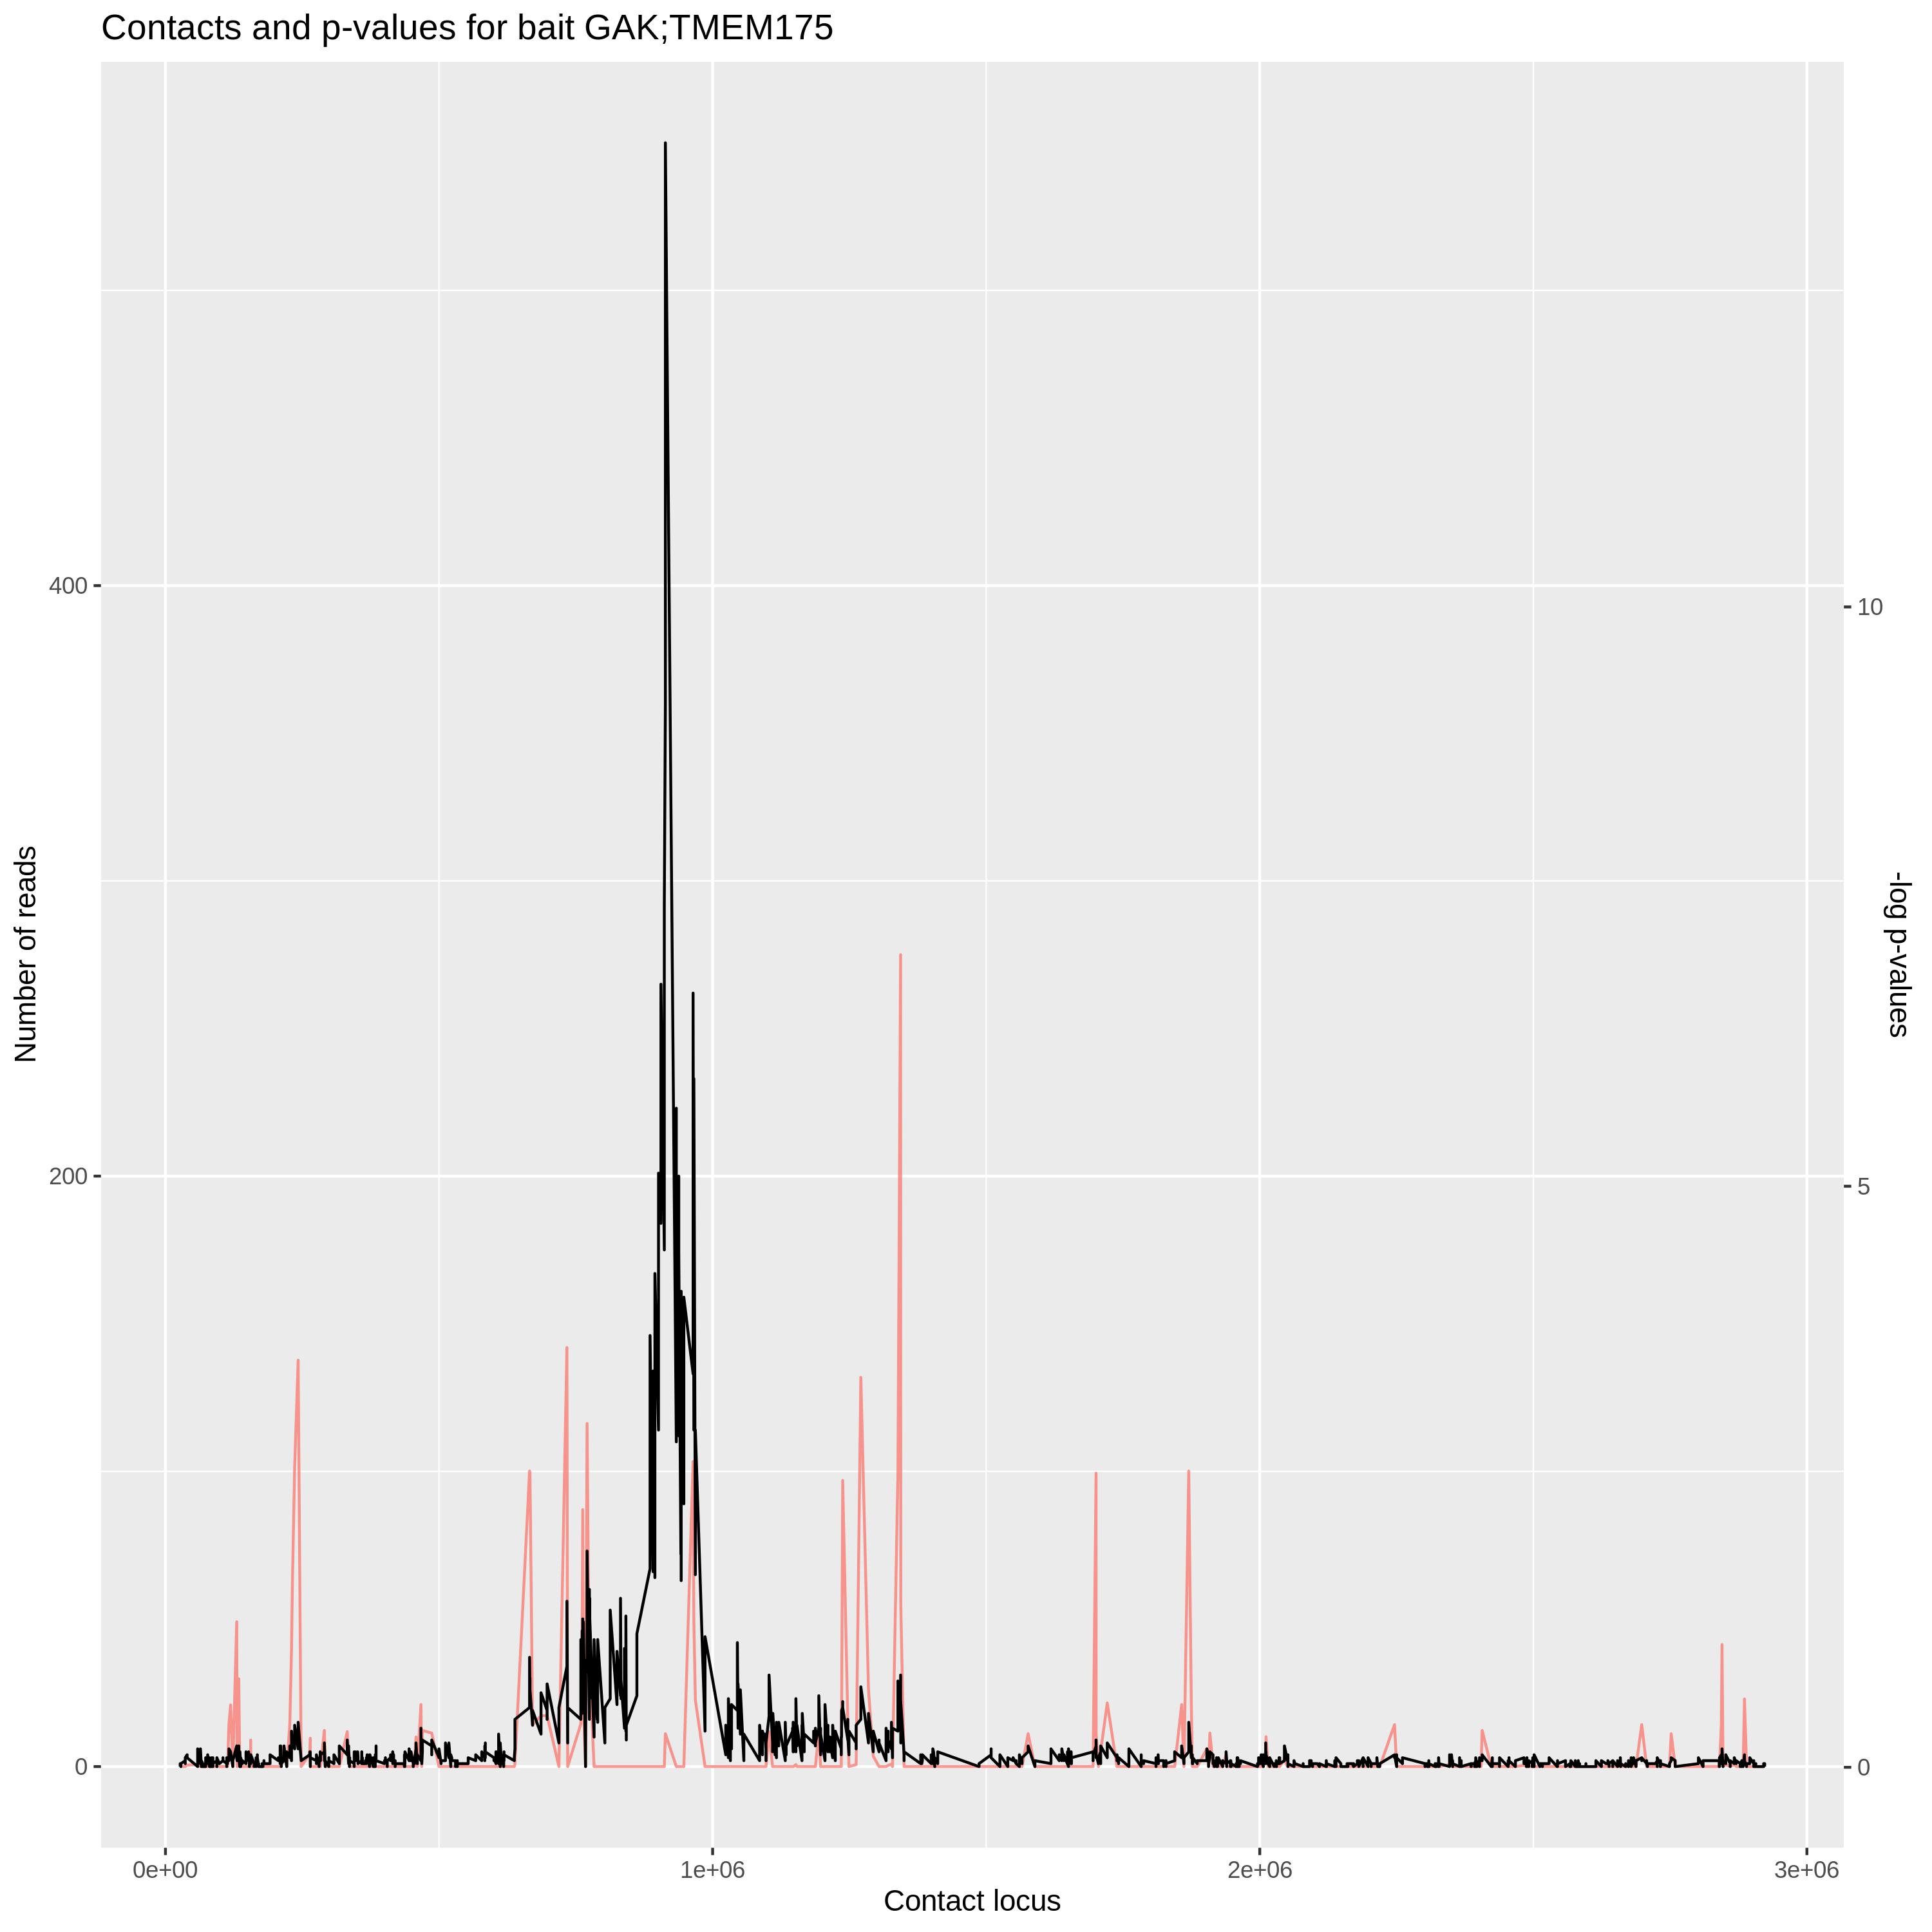 Contacts and p-values for bait GAK;TMEM175
Number of reads
400
200
0
10
5
0
-log p-values
0e+00
1e+06
2e+06
3e+06
Contact locus